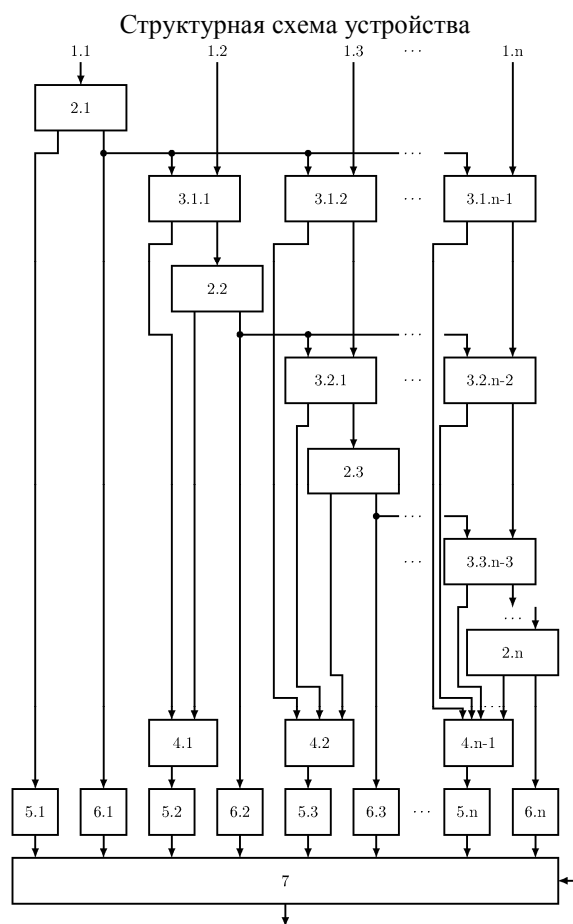 Структурная схема устройства
1.1 1.2 1.3 ··· 1.n
2.1
···
3.1.1 3.1.2 ··· 3.1.n-1
2.2
···
3.2.1 ··· 3.2.n-2
2.3
···
··· 3.3.n-3
···
2.n
···
4.1 4.2 4.n-1
5.1 6.1 5.2 6.2 5.3 6.3 ··· 5.n 6.n
7